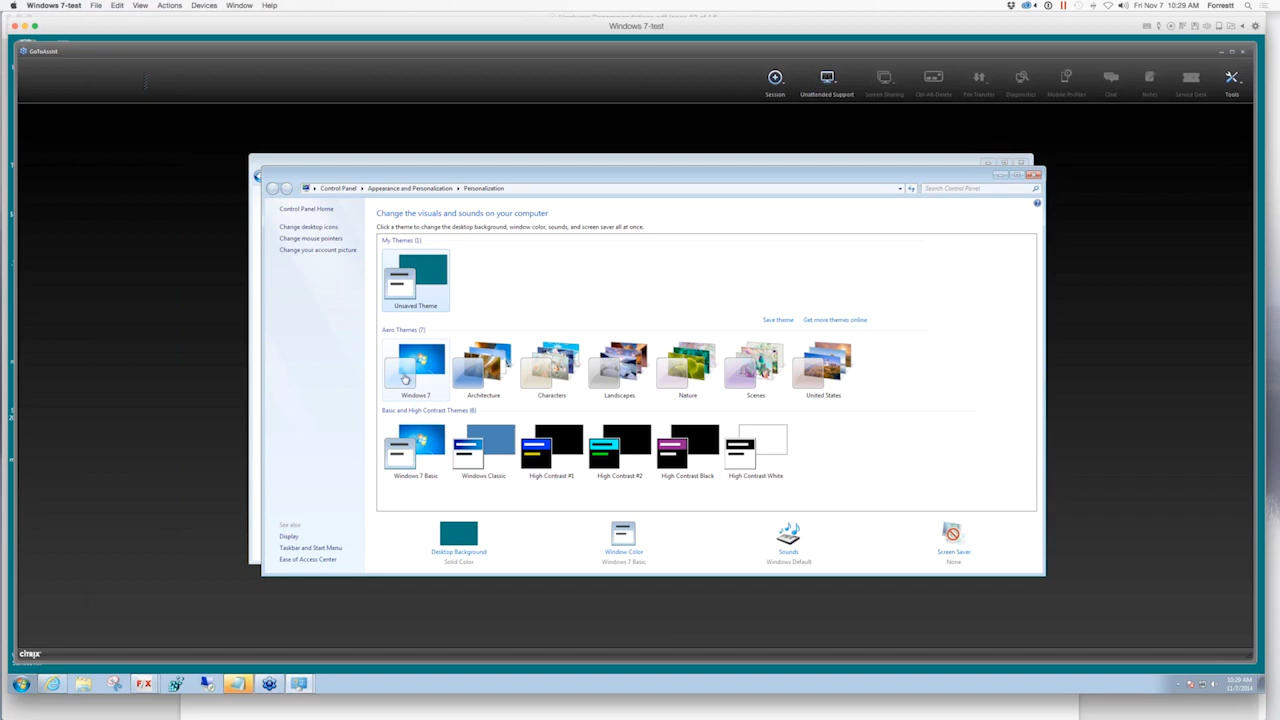 Windows 7-test File Edit View Actions Devices Window Help Fri Nov 7 10:29 AM Forrestt
Windows 7-test
GoToAssist
Session Unattended Support Screen Sharing Ctrl-Alt-Delete File Transfer Diagnostics Mobile Profiles Chat Notes Service Desk Tools
Control Panel Appearance and Personalization Personalization Search Control Panel
Control Panel Home
Change desktop icons
Change mouse pointers
Change your account picture
Change the visuals and sounds on your computer
Click a theme to change the desktop background, window color, sounds, and screen saver all at once.
My Themes (1)
Unsaved Theme
Save theme Get more themes online
Aero Themes (7)
Windows 7 Architecture Characters Landscapes Nature Scenes United States
Basic and High Contrast Themes (6)
Windows 7 Basic Windows Classic High Contrast #1 High Contrast #2 High Contrast Black High Contrast White
See also
Display
Taskbar and Start Menu
Ease of Access Center
Desktop Background Window Color Sounds Screen Saver
Solid Color Windows 7 Basic Windows Default None
CITRIX
F/X
10:29 AM
11/7/2014